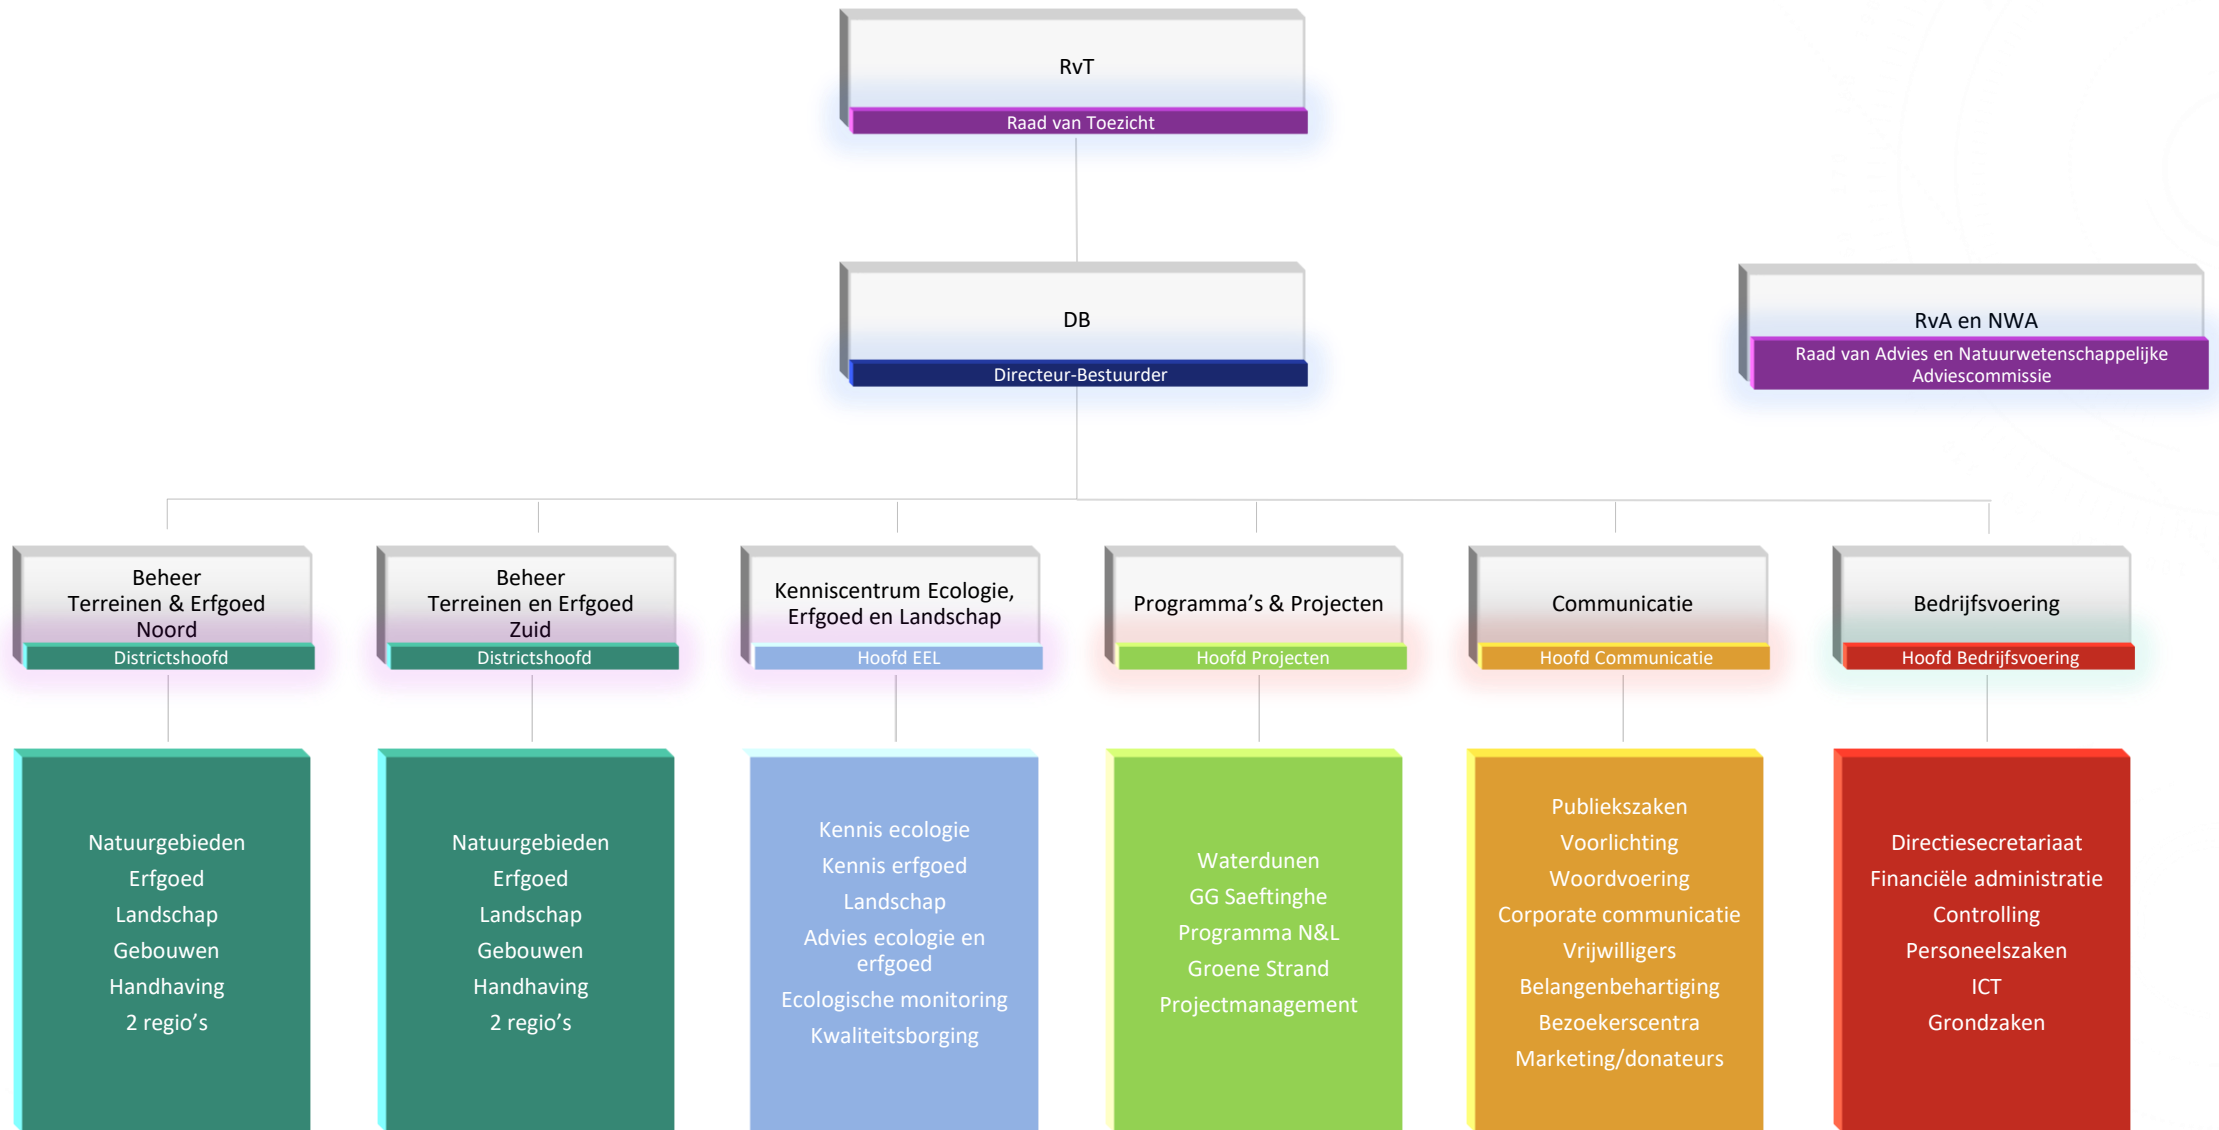 RvT
Raad van Toezicht
DB
Directeur-Bestuurder
RvA en NWA
Raad van Advies en Natuurwetenschappelijke
Adviescommissie
Beheer
Terreinen & Erfgoed
Noord
Districtshoofd
Beheer
Terreinen en Erfgoed
Zuid
Districtshoofd
Kenniscentrum Ecologie,
Erfgoed en Landschap
Hoofd EEL
Programma’s & Projecten
Hoofd Projecten
Communicatie
Hoofd Communicatie
Bedrijfsvoering
Hoofd Bedrijfsvoering
Natuurgebieden
Erfgoed
Landschap
Gebouwen
Handhaving
2 regio’s
Natuurgebieden
Erfgoed
Landschap
Gebouwen
Handhaving
2 regio’s
Kennis ecologie
Kennis erfgoed
Landschap
Advies ecologie en
erfgoed
Ecologische monitoring
Kwaliteitsborging
Waterdunen
GG Saeftinghe
Programma N&L
Groene Strand
Projectmanagement
Publiekszaken
Voorlichting
Woordvoering
Corporate communicatie
Vrijwilligers
Belangenbehartiging
Bezoekerscentra
Marketing/donateurs
Directiesecretariaat
Financiële administratie
Controlling
Personeelszaken
ICT
Grondzaken